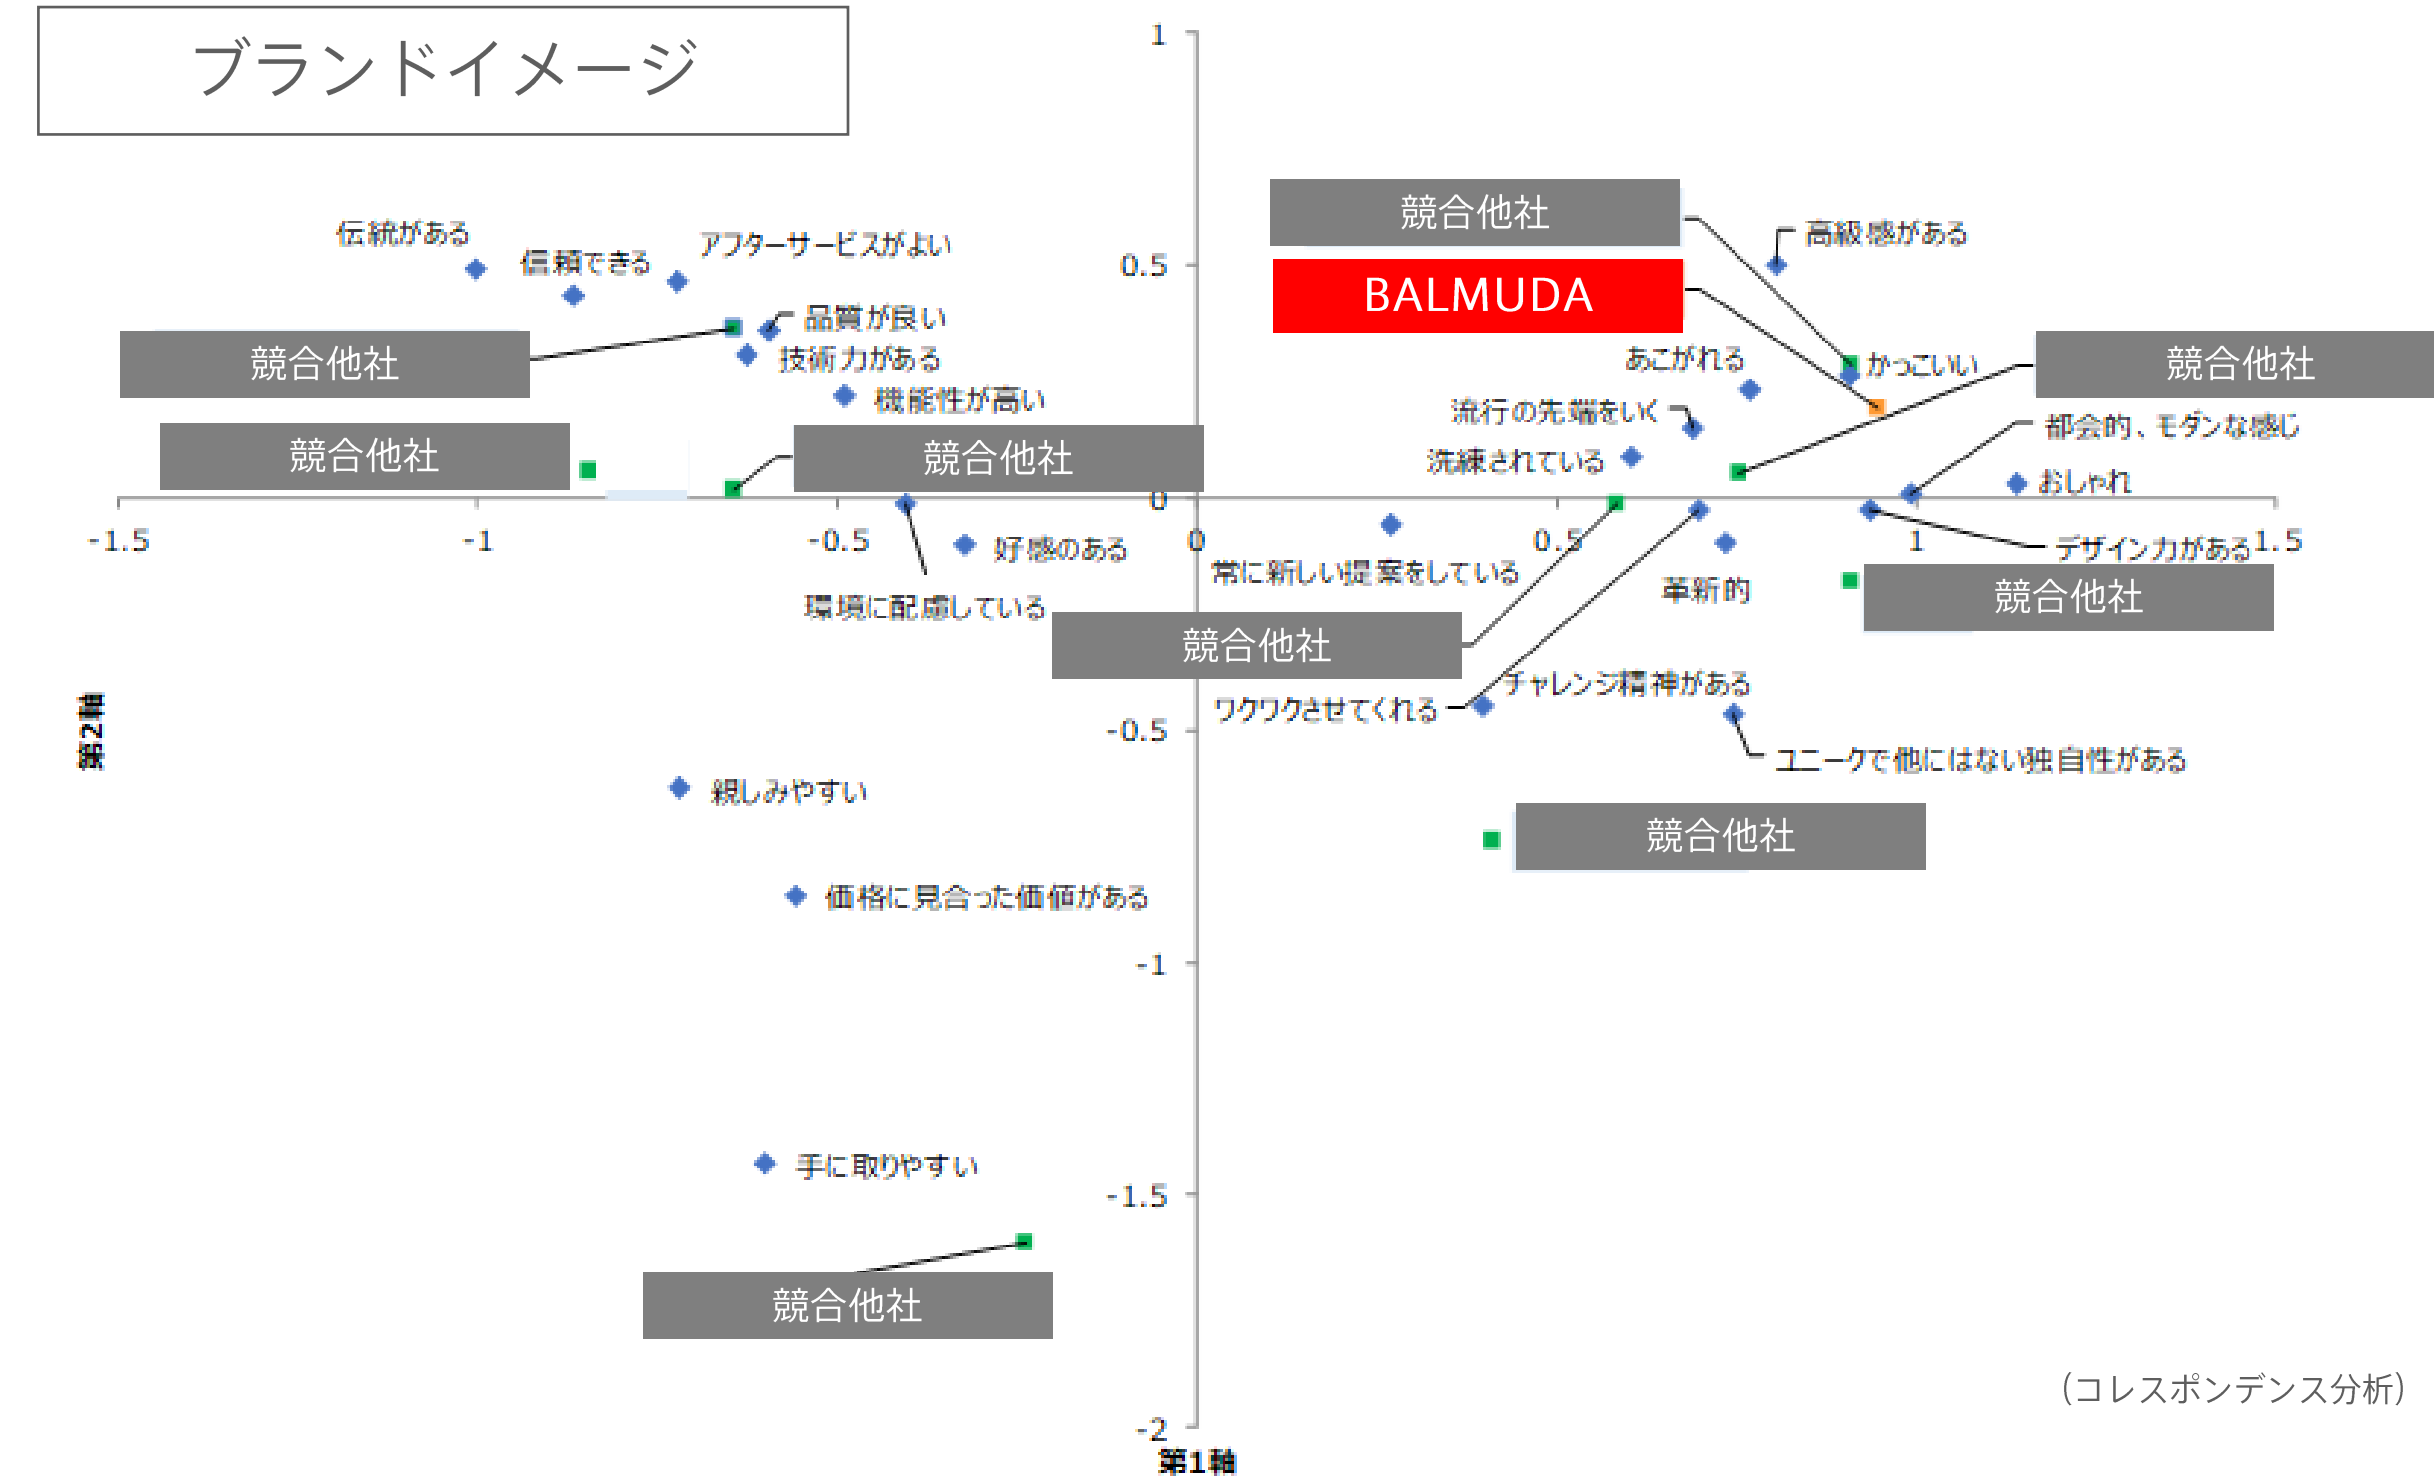 ブランドイメージ
1
競合他社
高級感がある
伝統がある
アフターサービスがよい
信頼できる
0.5
BALMUDA
品質が良い
競合他社
技術力がある
あこがれる
かっこいい
競合他社
機能性が高い
流行の先端をいく
都会的、モダンな感じ
競合他社
競合他社
洗練されている
おしゃれ
0
-1.5
-1
-0.5
0
0.5
1
1.5
好感のある
デザイン力がある
常に新しい提案をしている
革新的
競合他社
環境に配慮している
競合他社
チャレンジ精神がある
ワクワクさせてくれる
第2軸
-0.5
ユニークで他にはない独自性がある
親しみやすい
競合他社
価格に見合った価値がある
-1
手に取りやすい
-1.5
競合他社
（コレスポンデンス分析）
-2
第1軸